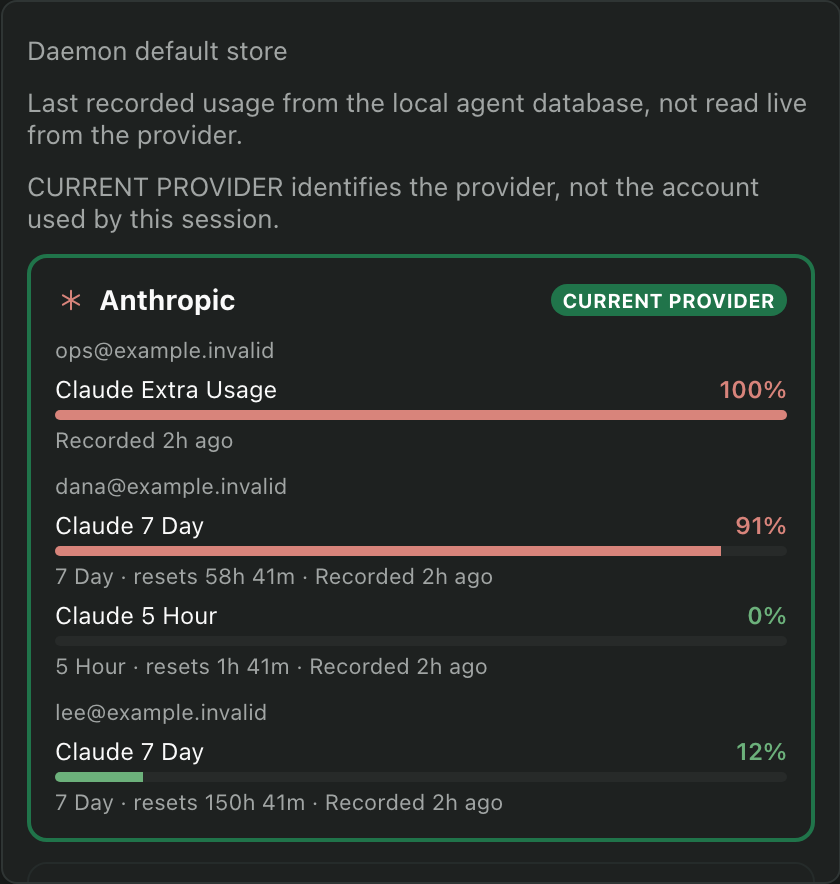 Daemon default store
Last recorded usage from the local agent database, not read live
from the provider.
CURRENT PROVIDER identifies the provider, not the account
used by this session.
Anthropic
CURRENT PROVIDER
ops@example.invalid
Claude Extra Usage
100%
Recorded 2h ago
dana@example.invalid
Claude 7 Day
91%
7 Day · resets 58h 41m · Recorded 2h ago
Claude 5 Hour
0%
5 Hour · resets 1h 41m · Recorded 2h ago
lee@example.invalid
Claude 7 Day
12%
7 Day · resets 150h 41m · Recorded 2h ago